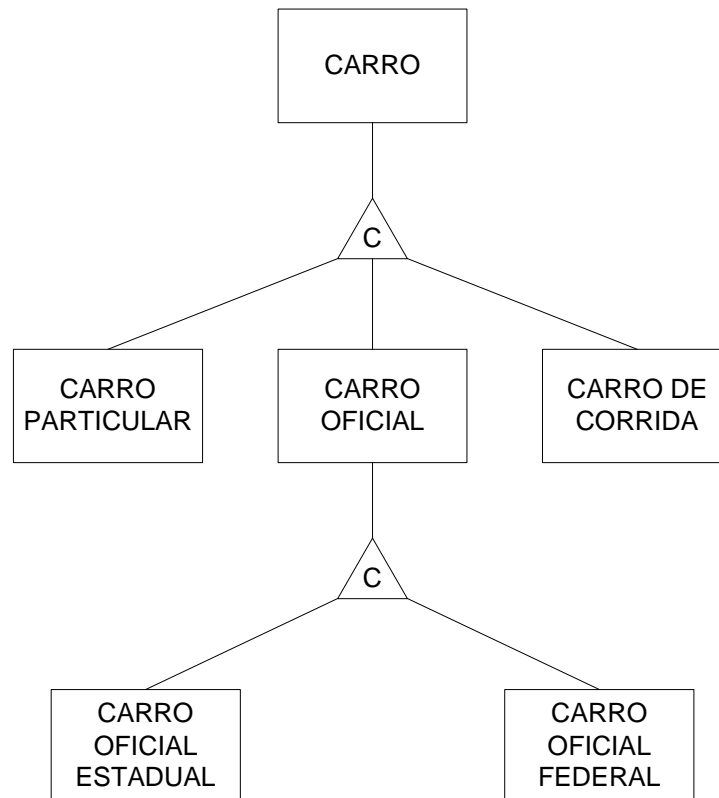 CARRO
C
CARRO
PARTICULAR
CARRO
OFICIAL
CARRO DE
CORRIDA
C
CARRO
OFICIAL
ESTADUAL
CARRO
OFICIAL
FEDERAL